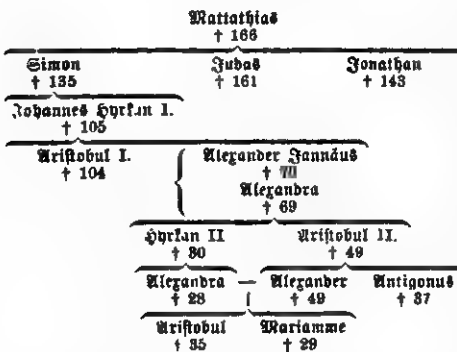 Mattathias
† 166
Simon Judas Jonathan
† 135 † 161 † 143
Johannes Hyrkan I.
† 105
Aristobul I. Alexander Jannäus
† 104 †
Alexandra
† 69
Hyrkan II Aristobul II.
† 30 † 49
Alexandra — Alexander Antigonus
† 28 † 49 † 37
Aristobul Mariamme
† 35 † 29